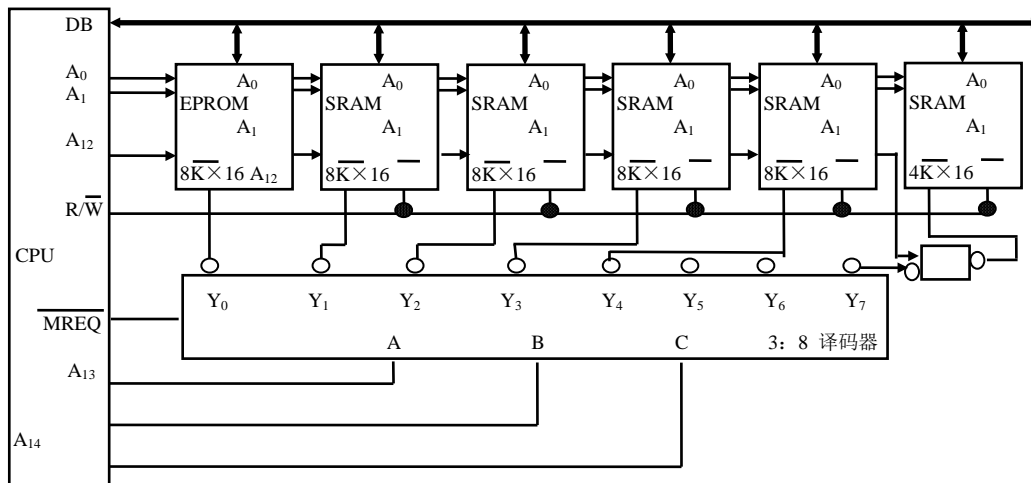 DB
A₀
A₁
A₁₂
R/W̅
CPU
M̅R̅E̅Q̅
A₁₃
A₁₄
A₀
EPROM
A₁
8K×16 A₁₂
A₀
SRAM
A₁
8K×16
A₀
SRAM
A₁
8K×16
A₀
SRAM
A₁
8K×16
A₀
SRAM
A₁
8K×16
A₀
SRAM
A₁
4K×16
Y₀ Y₁ Y₂ Y₃ Y₄ Y₅ Y₆ Y₇
A B C 3：8 译码器